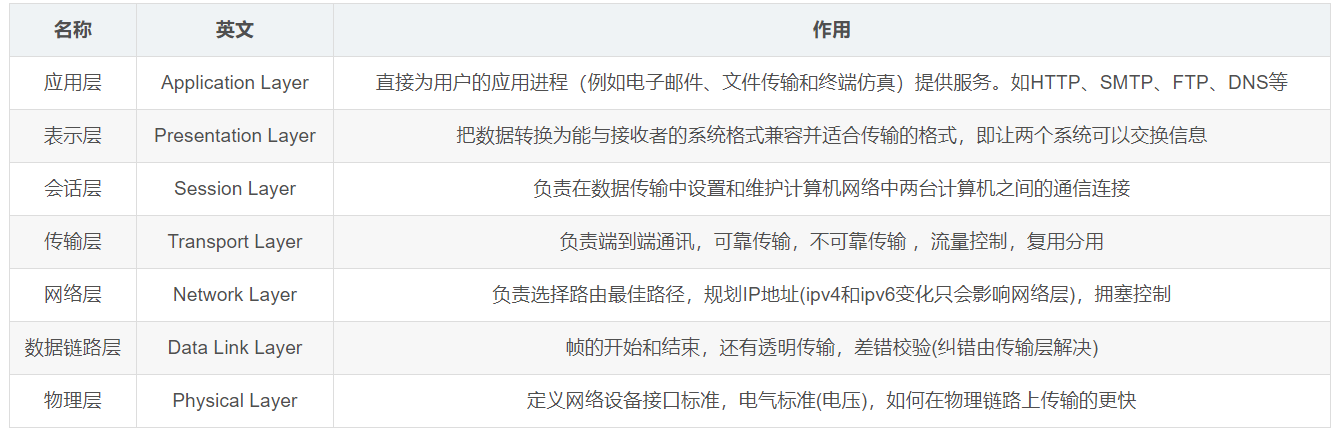 名称 英文 作用
应用层 Application Layer 直接为用户的应用进程（例如电子邮件、文件传输和终端仿真）提供服务。如HTTP、SMTP、FTP、DNS等
表示层 Presentation Layer 把数据转换为能与接收者的系统格式兼容并适合传输的格式，即让两个系统可以交换信息
会话层 Session Layer 负责在数据传输中设置和维护计算机网络中两台计算机之间的通信连接
传输层 Transport Layer 负责端到端通讯，可靠传输，不可靠传输 ，流量控制，复用分用
网络层 Network Layer 负责选择路由最佳路径，规划IP地址(ipv4和ipv6变化只会影响网络层)，拥塞控制
数据链路层 Data Link Layer 帧的开始和结束，还有透明传输，差错校验(纠错由传输层解决)
物理层 Physical Layer 定义网络设备接口标准，电气标准(电压)，如何在物理链路上传输的更快